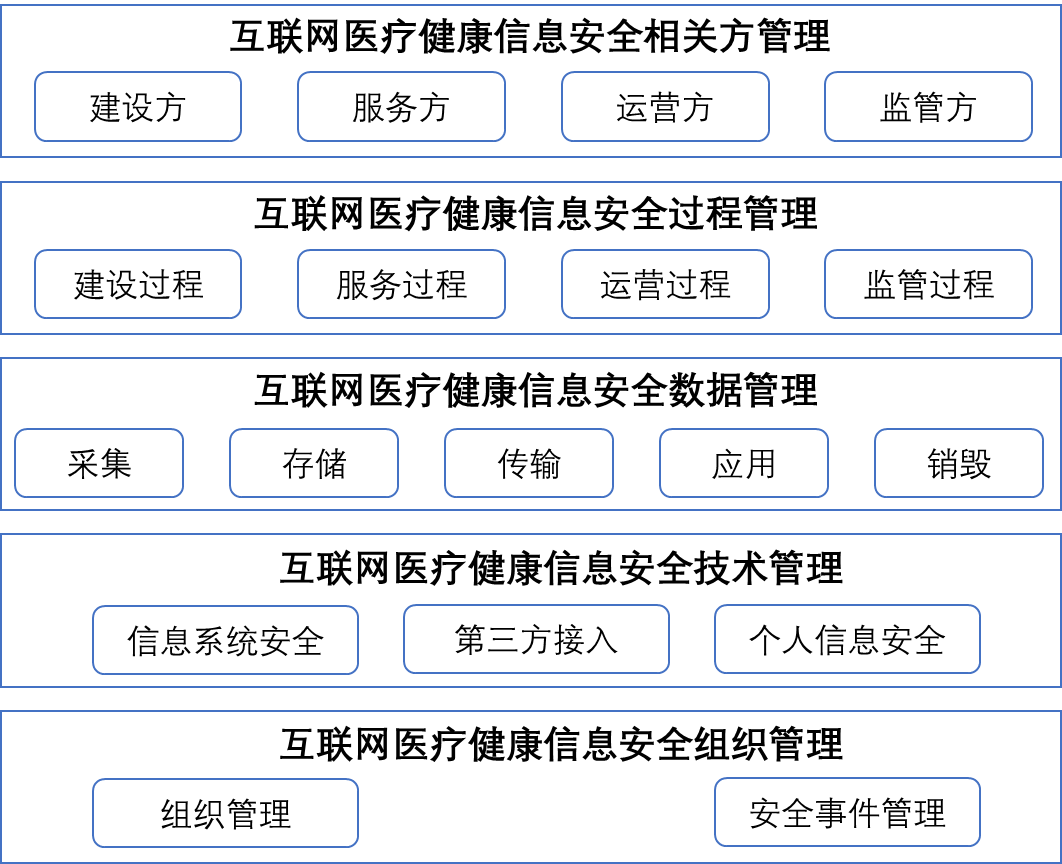 互联网医疗健康信息安全相关方管理
建设方 服务方 运营方 监管方
互联网医疗健康信息安全过程管理
建设过程 服务过程 运营过程 监管过程
互联网医疗健康信息安全数据管理
采集 存储 传输 应用 销毁
互联网医疗健康信息安全技术管理
信息系统安全 第三方接入 个人信息安全
互联网医疗健康信息安全组织管理
组织管理 安全事件管理